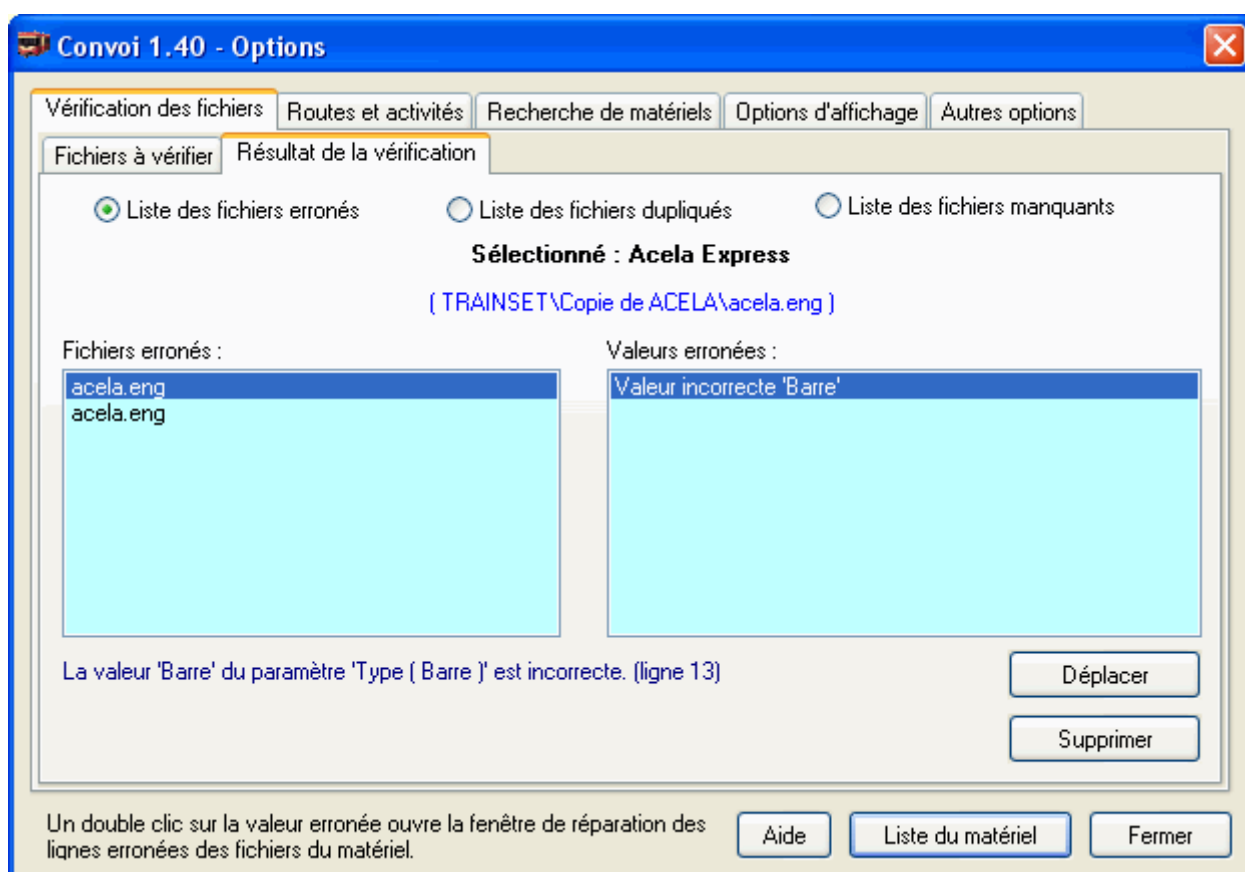 Convoi 1.40 - Options
Vérification des fichiers Routes et activités Recherche de matériels Options d'affichage Autres options
Fichiers à vérifier Résultat de la vérification
Liste des fichiers erronés Liste des fichiers dupliqués Liste des fichiers manquants
Sélectionné : Acela Express
( TRAINSET\Copie de ACELA\acela.eng )
Fichiers erronés : Valeurs erronées :
acela.eng Valeur incorrecte 'Barre'
acela.eng
La valeur 'Barre' du paramètre 'Type ( Barre )' est incorrecte. (ligne 13)
Déplacer
Supprimer
Un double clic sur la valeur erronée ouvre la fenêtre de réparation des
lignes erronées des fichiers du matériel.
Aide Liste du matériel Fermer